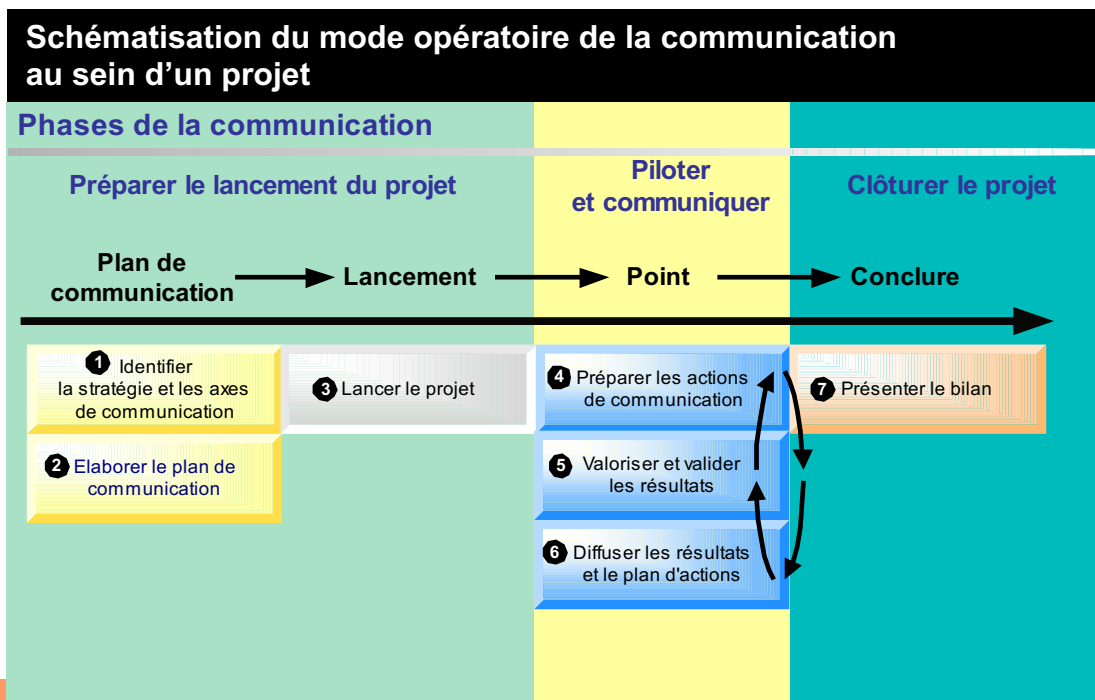 Schématisation du mode opératoire de la communication
au sein d'un projet
Phases de la communication
Préparer le lancement du projet
Piloter
et communiquer
Clôturer le projet
Plan de
communication
Lancement
Point
Conclure
1 Identifier
la stratégie et les axes
de communication
2 Elaborer le plan de
communication
3 Lancer le projet
4 Préparer les actions
de communication
5 Valoriser et valider
les résultats
6 Diffuser les résultats
et le plan d'actions
7 Présenter le bilan